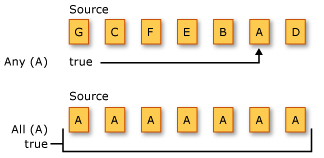 Source
G C F E B A D
Any (A) true
Source
A A A A A A A
All (A)
true